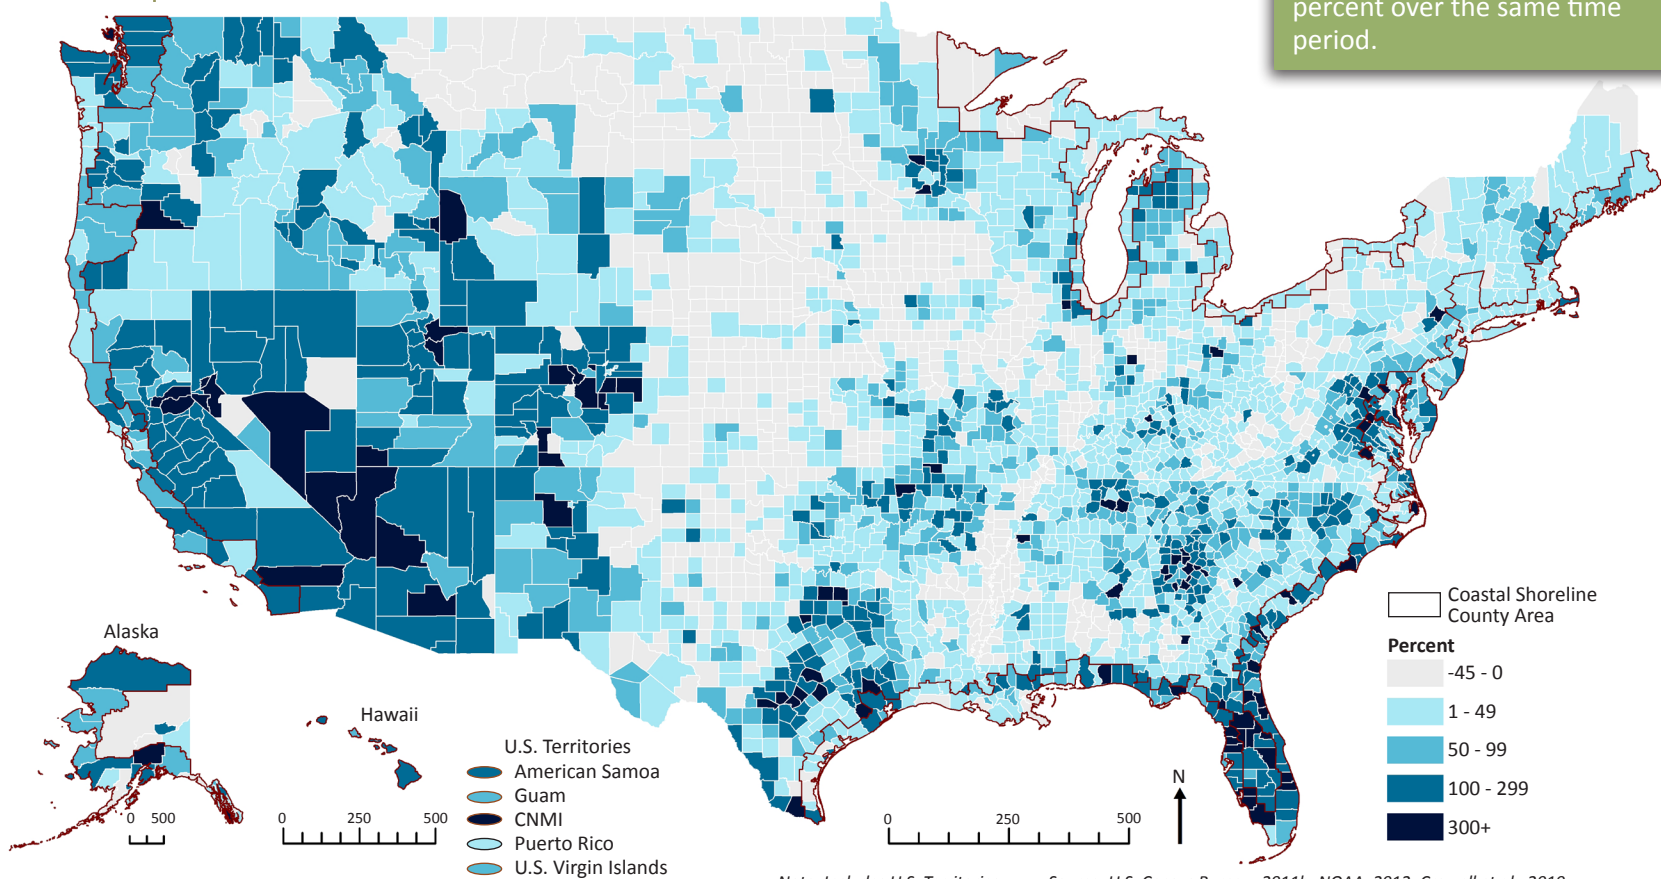 percent over the same time
period.
Alaska
0 500
Hawaii
0 250 500
U.S. Territories
American Samoa
Guam
CNMI
Puerto Rico
U.S. Virgin Islands
0 250 500
N
Coastal Shoreline
County Area
Percent
-45 - 0
1 - 49
50 - 99
100 - 299
300+